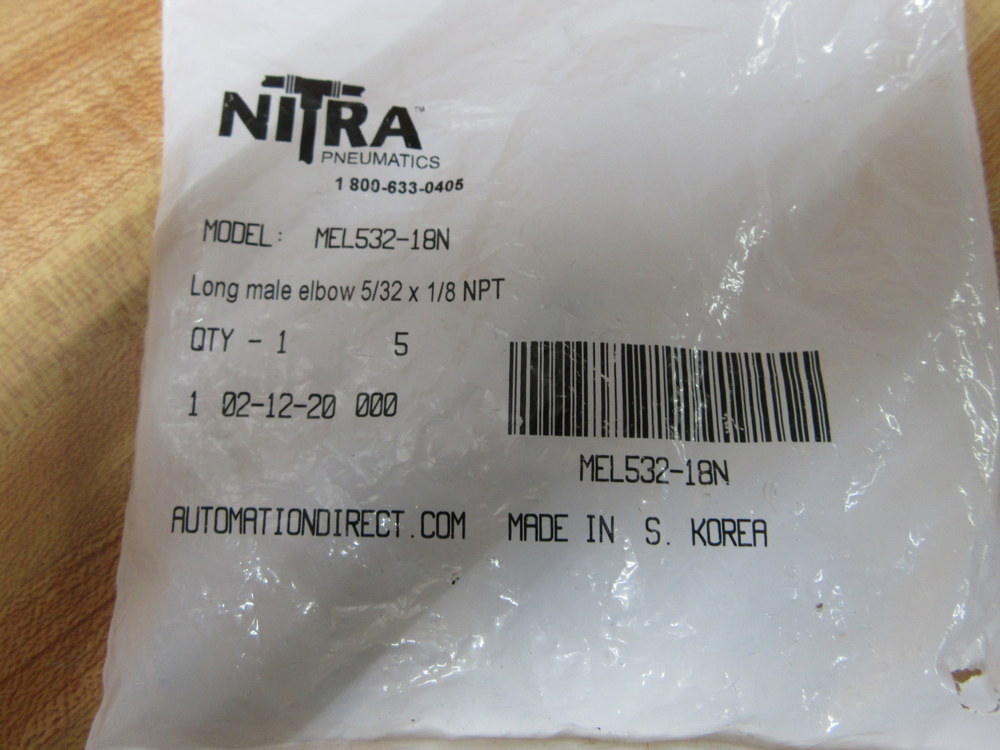 NITRA™
PNEUMATICS
1 800-633-0405
MODEL: MEL532-18N
Long male elbow 5/32 x 1/8 NPT
QTY - 1 5
1 02-12-20 000
MEL532-18N
AUTOMATIONDIRECT.COM MADE IN S. KOREA